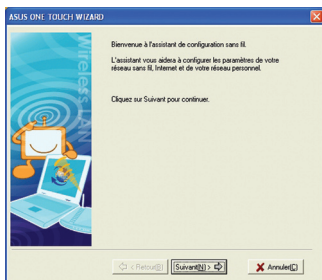 ASUS ONE TOUCH WIZARD
Wireless LAN
Bienvenue à l'assistant de configuration sans fil.
L'assistant vous aidera à configurer les paramètres de votre
réseau sans fil, Internet et de votre réseau personnel.
Cliquez sur Suivant pour continuer.
< Retour(B) Suivant(N) > Annuler(C)